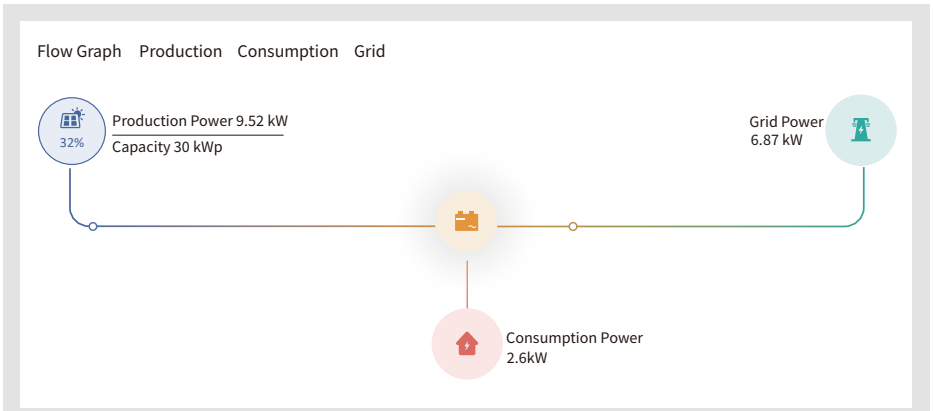 Flow Graph Production Consumption Grid
32%
Production Power 9.52 kW
Capacity 30 kWp
Grid Power
6.87 kW
Consumption Power
2.6kW